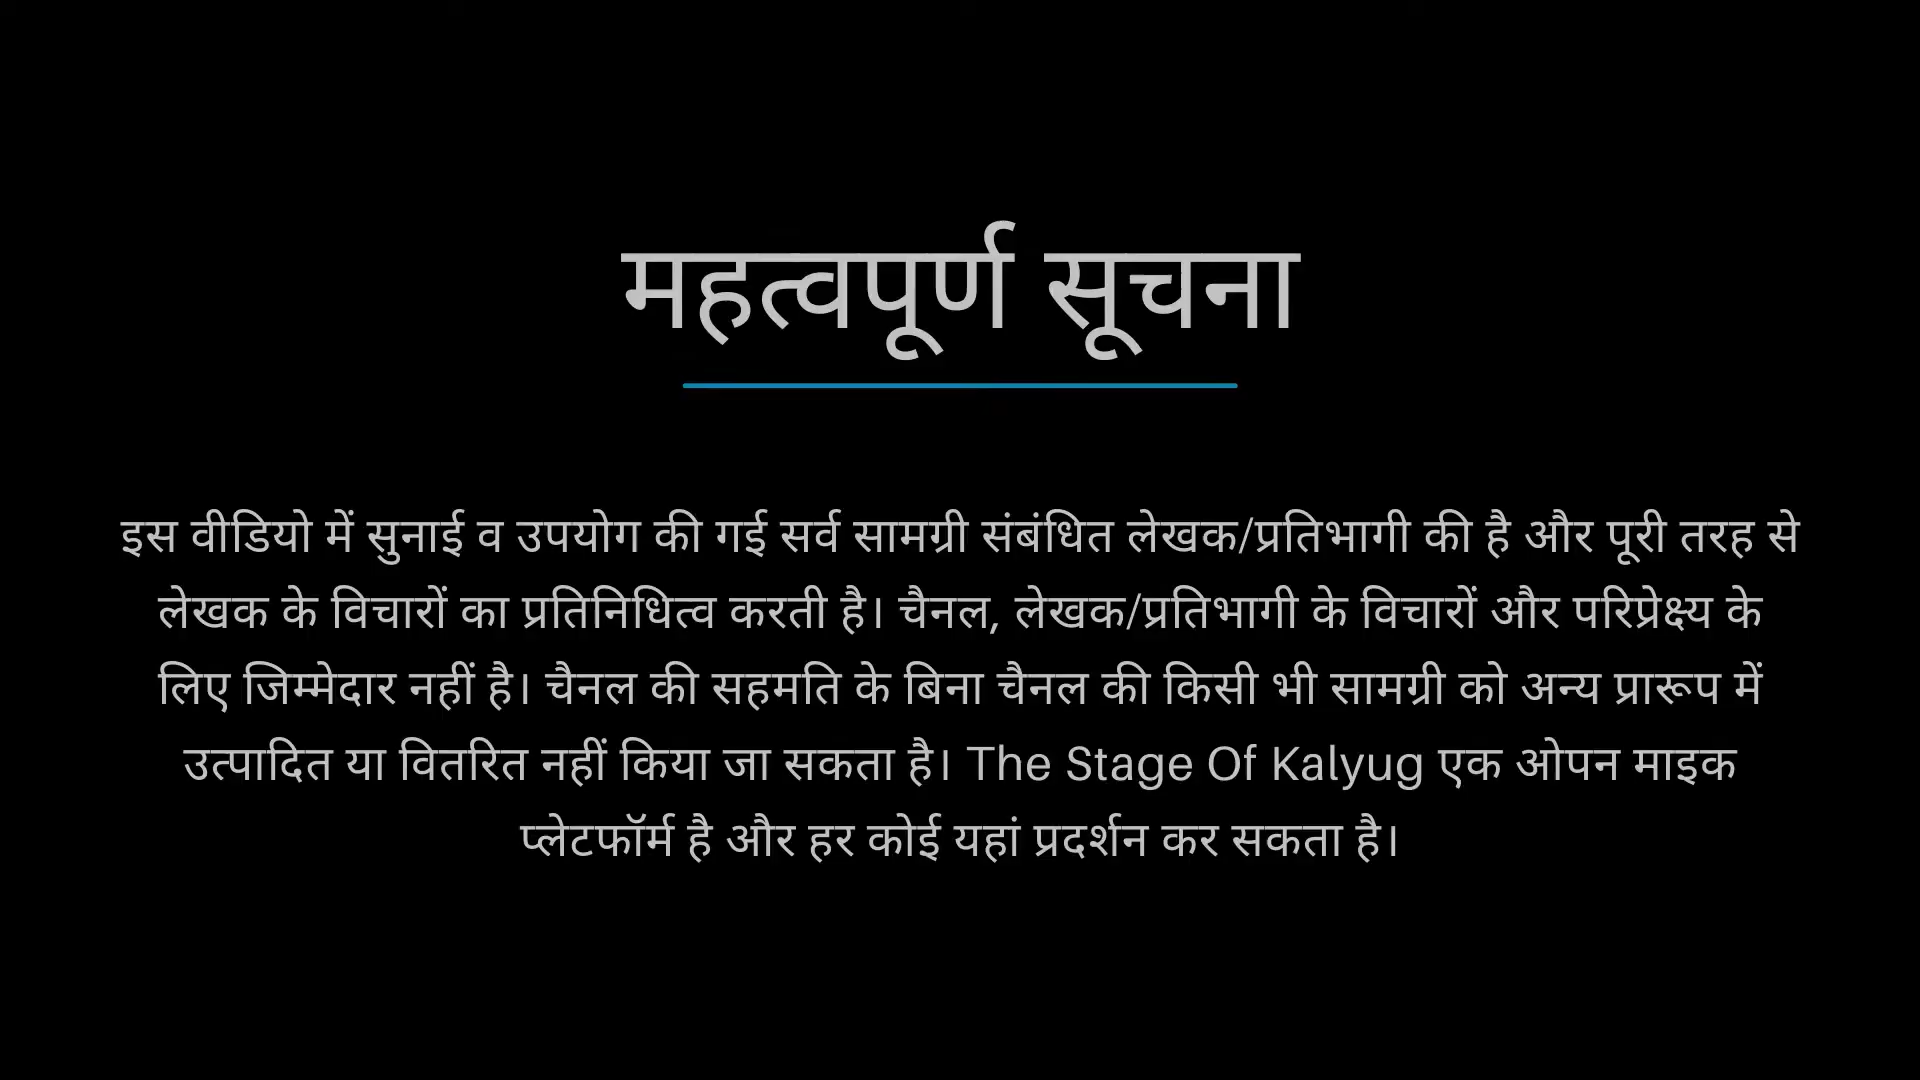 महत्वपूर्ण सूचना
इस वीडियो में सुनाई व उपयोग की गई सर्व सामग्री संबंधित लेखक/प्रतिभागी की है और पूरी तरह से
लेखक के विचारों का प्रतिनिधित्व करती है। चैनल, लेखक/प्रतिभागी के विचारों और परिप्रेक्ष्य के
लिए जिम्मेदार नहीं है। चैनल की सहमति के बिना चैनल की किसी भी सामग्री को अन्य प्रारूप में
उत्पादित या वितरित नहीं किया जा सकता है। The Stage Of Kalyug एक ओपन माइक
प्लेटफॉर्म है और हर कोई यहां प्रदर्शन कर सकता है।